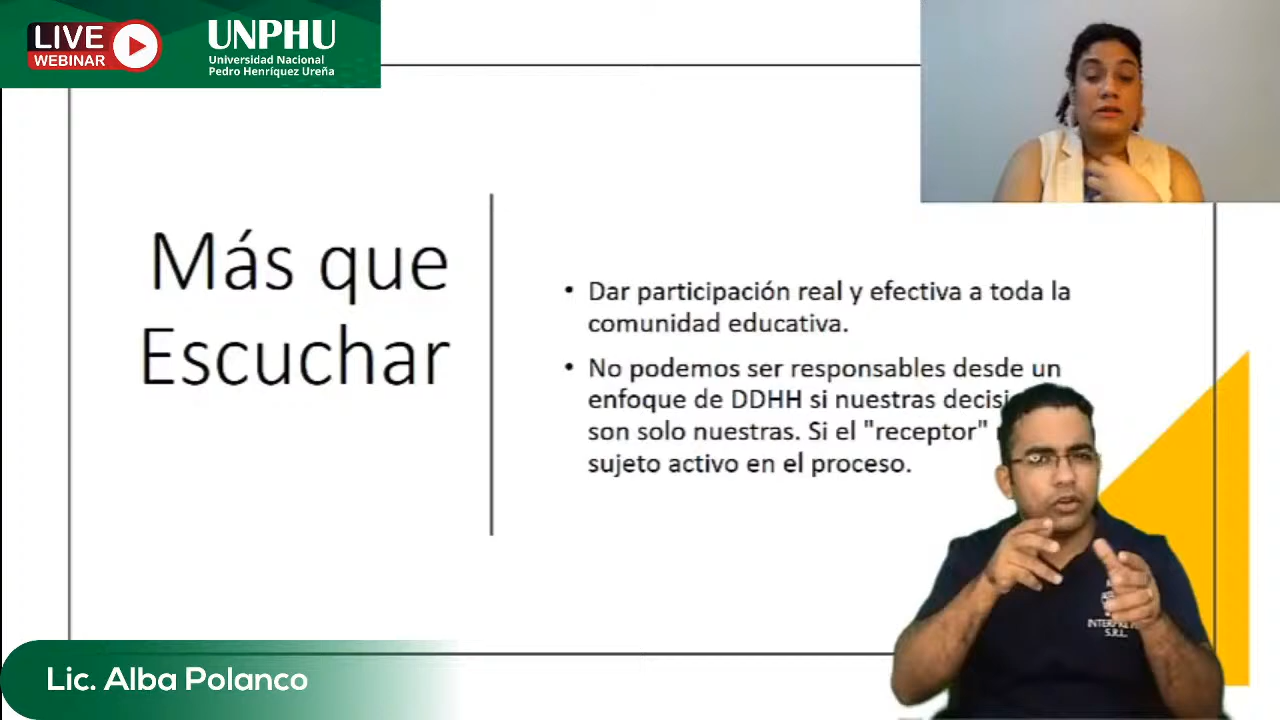 LIVE
WEBINAR
UNPHU
Universidad Nacional
Pedro Henríquez Ureña
Más que
Escuchar
• Dar participación real y efectiva a toda la
comunidad educativa.
• No podemos ser responsables desde un
enfoque de DDHH si nuestras
son solo nuestras. Si el "receptor"
sujeto activo en el proceso.
S.R.L.
Lic. Alba Polanco